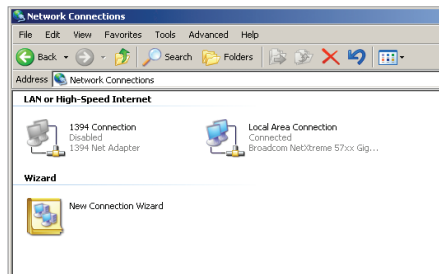 Network Connections
File Edit View Favorites Tools Advanced Help
Back Search Folders
Address Network Connections
LAN or High-Speed Internet
1394 Connection
Disabled
1394 Net Adapter
Local Area Connection
Connected
Broadcom NetXtreme 57xx Gig...
Wizard
New Connection Wizard